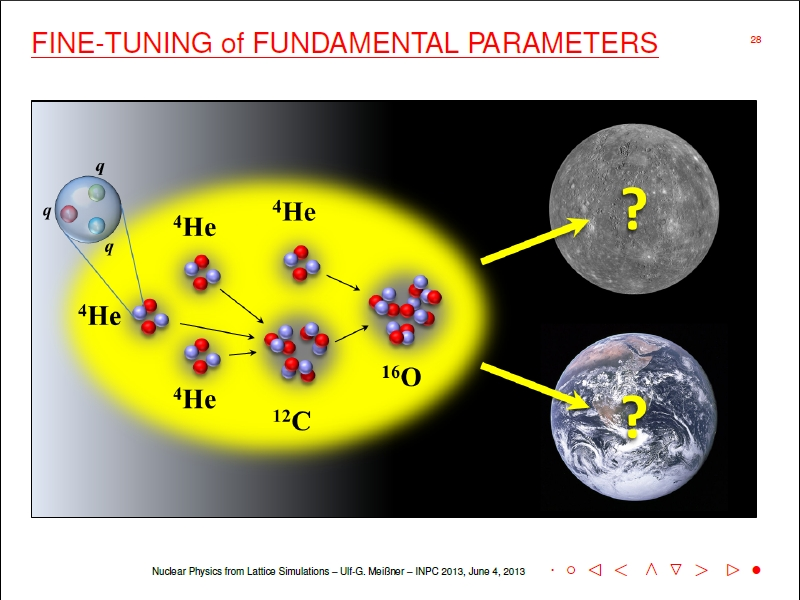 FINE-TUNING of FUNDAMENTAL PARAMETERS
28
q
q
q
⁴He
⁴He
⁴He
⁴He
¹²C
¹⁶O
?
?
Nuclear Physics from Lattice Simulations – Ulf-G. Meißner – INPC 2013, June 4, 2013